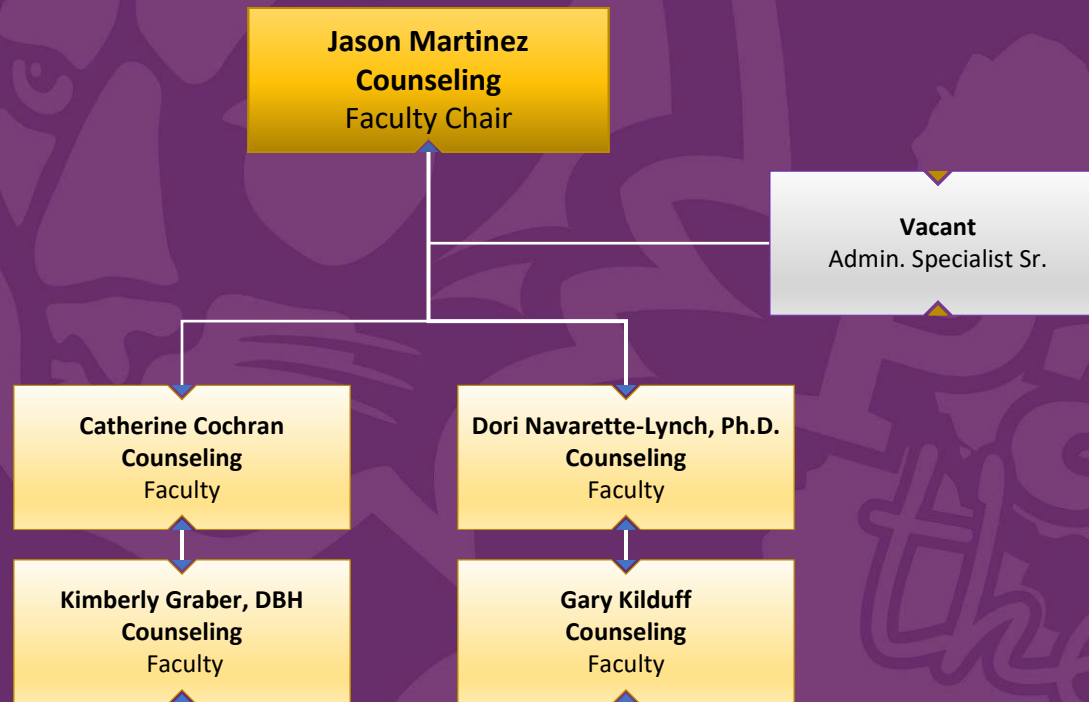 Jason Martinez
Counseling
Faculty Chair
Vacant
Admin. Specialist Sr.
Catherine Cochran
Counseling
Faculty
Dori Navarette-Lynch, Ph.D.
Counseling
Faculty
Kimberly Graber, DBH
Counseling
Faculty
Gary Kilduff
Counseling
Faculty